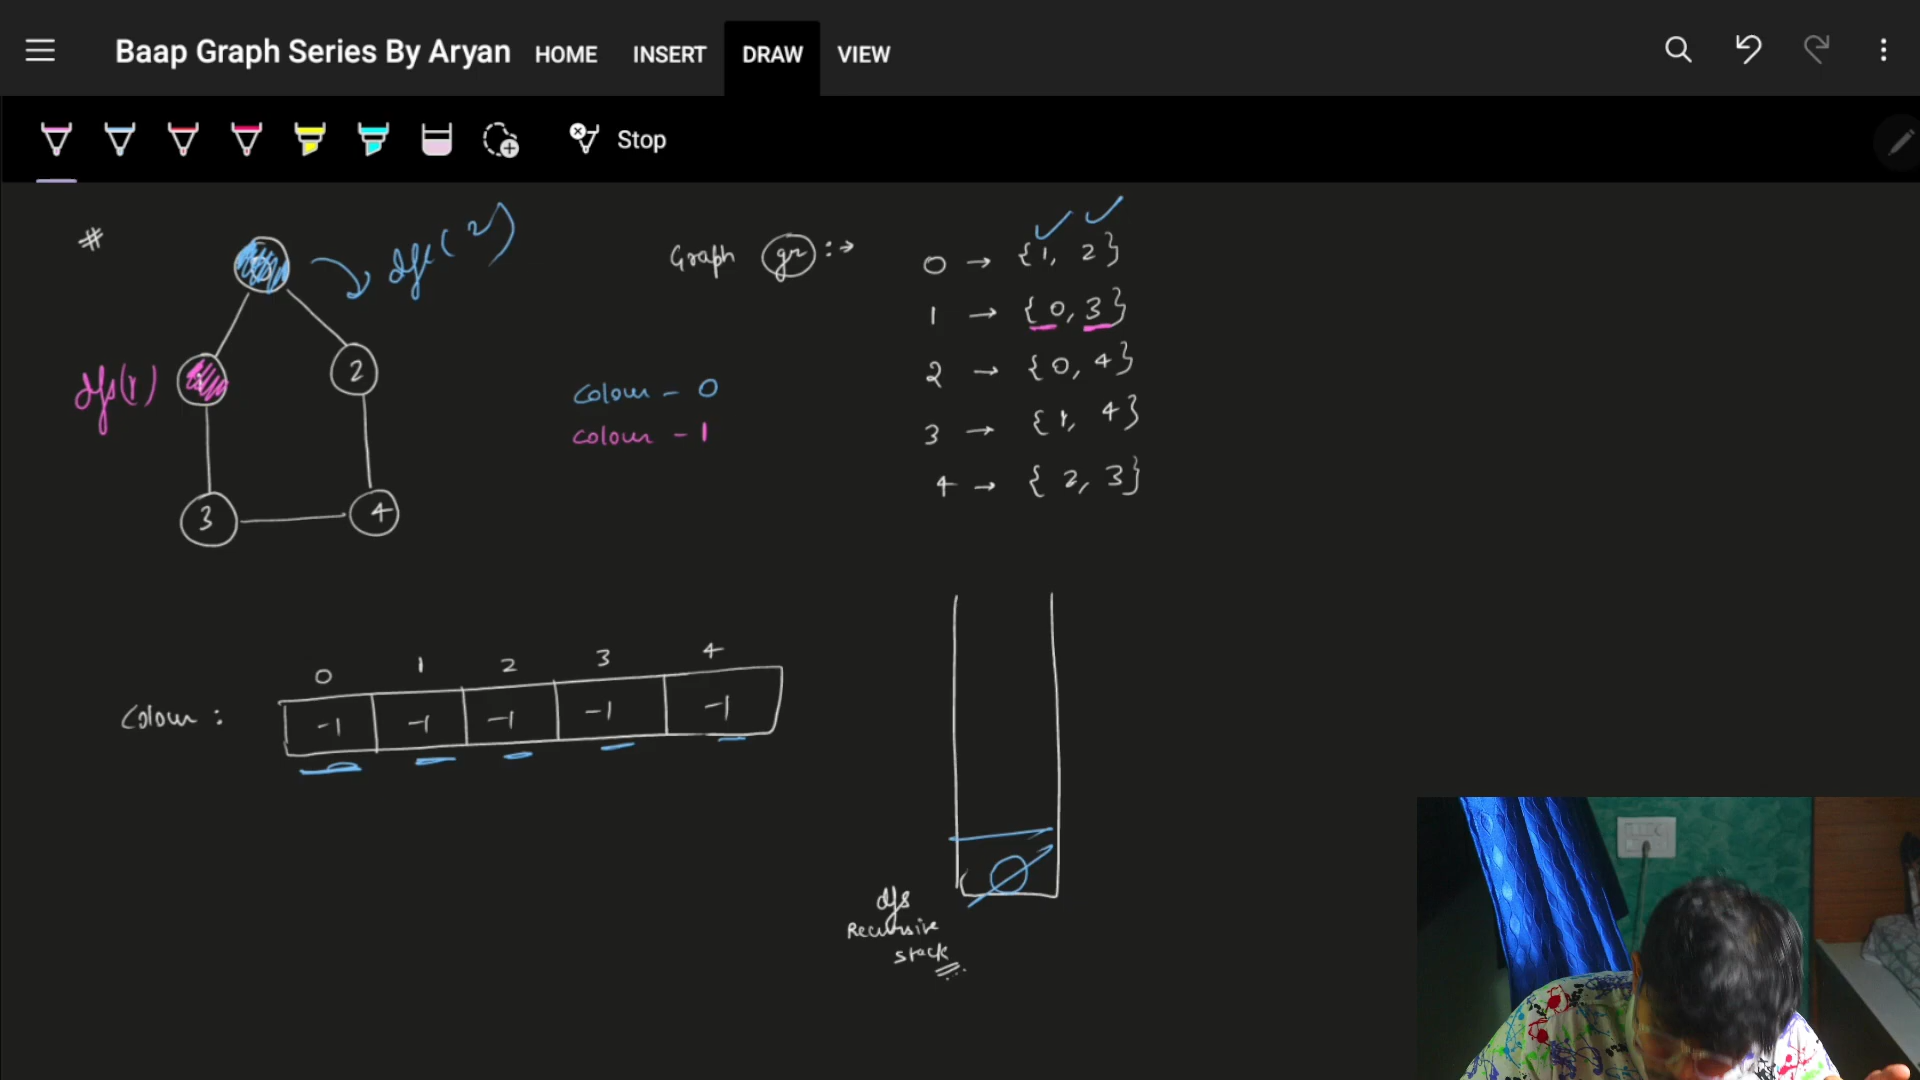 Baap Graph Series By Aryan HOME INSERT DRAW VIEW
Stop
#
dfs(2)
Graph gr :→
0 → {1, 2}
1 → {0, 3}
2 → {0, 4}
3 → {1, 4}
4 → {2, 3}
dfs(1)
2
3
4
Colour - 0
Colour - 1
0 1 2 3 4
Colour : -1 -1 -1 -1 -1
dfs
Recursive
stack